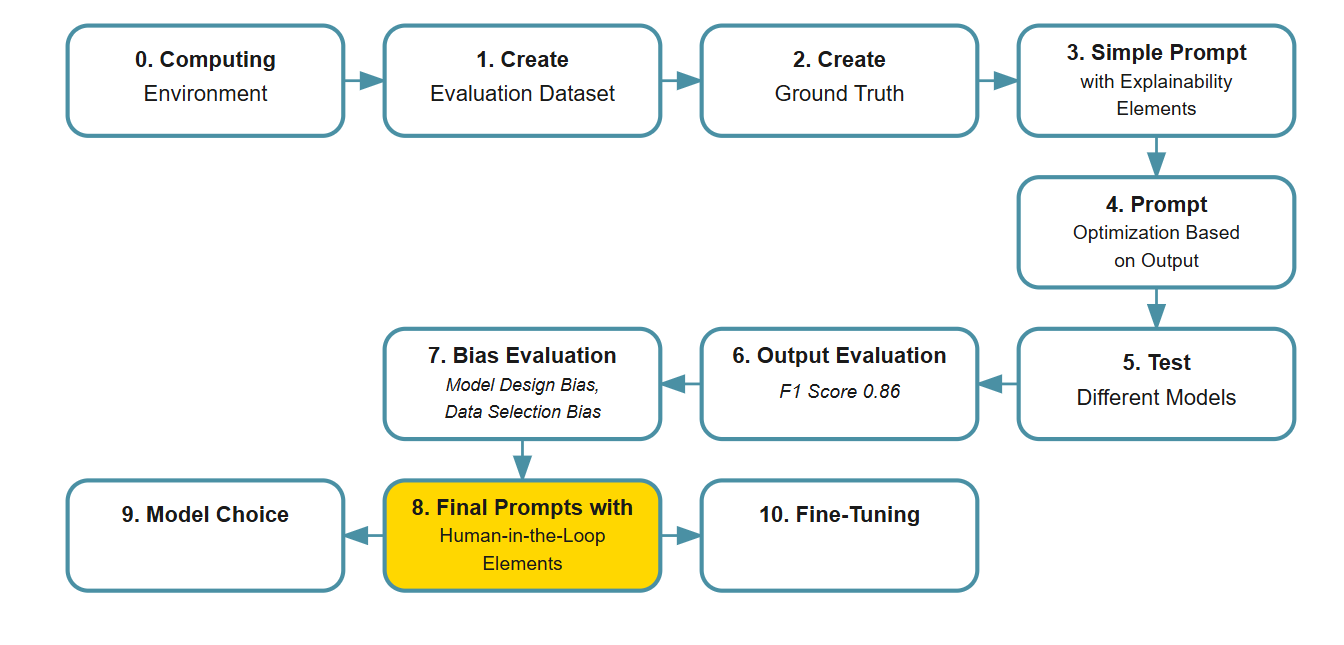 0. Computing
Environment
1. Create
Evaluation Dataset
2. Create
Ground Truth
3. Simple Prompt
with Explainability
Elements
4. Prompt
Optimization Based
on Output
5. Test
Different Models
6. Output Evaluation
F1 Score 0.86
7. Bias Evaluation
Model Design Bias,
Data Selection Bias
8. Final Prompts with
Human-in-the-Loop
Elements
9. Model Choice
10. Fine-Tuning